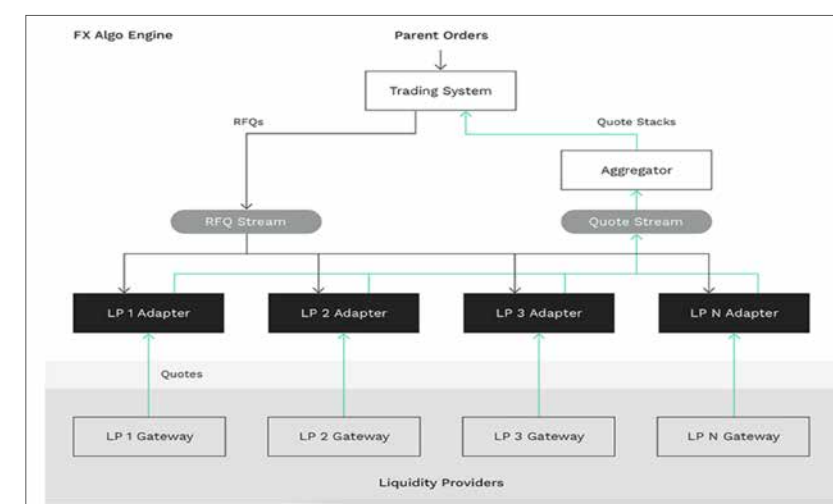 FX Algo Engine
Parent Orders
Trading System
RFQs
Quote Stacks
Aggregator
RFQ Stream
Quote Stream
LP 1 Adapter
LP 2 Adapter
LP 3 Adapter
LP N Adapter
Quotes
LP 1 Gateway
LP 2 Gateway
LP 3 Gateway
LP N Gateway
Liquidity Providers